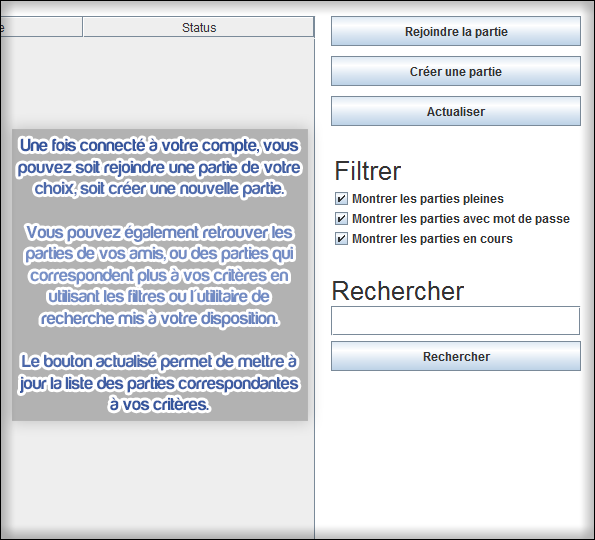 e
Status
Une fois connecté à votre compte, vous
pouvez soit rejoindre une partie de votre
choix, soit créer une nouvelle partie.
Vous pouvez également retrouver les
parties de vos amis, ou des parties qui
correspondent plus à vos critères en
utilisant les filtres ou l'utilitaire de
recherche mis à votre disposition.
Le bouton actualisé permet de mettre à
jour la liste des parties correspondantes
à vos critères.
Rejoindre la partie
Créer une partie
Actualiser
Filtrer
Montrer les parties pleines
Montrer les parties avec mot de passe
Montrer les parties en cours
Rechercher
Rechercher